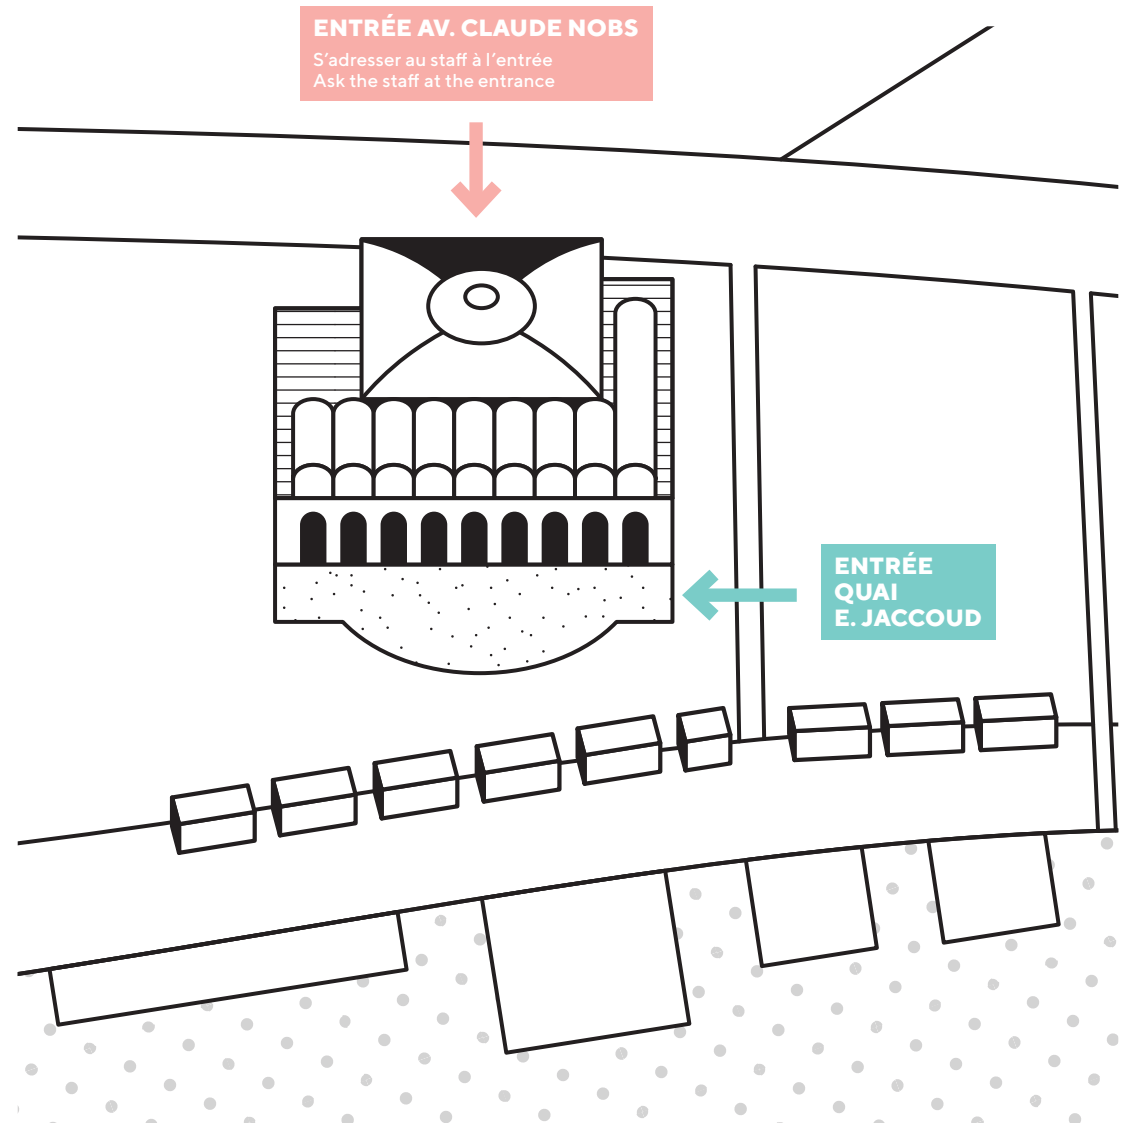 ENTRÉE AV. CLAUDE NOBS
S'adresser au staff à l'entrée
Ask the staff at the entrance
ENTRÉE
QUAI
E. JACCOUD